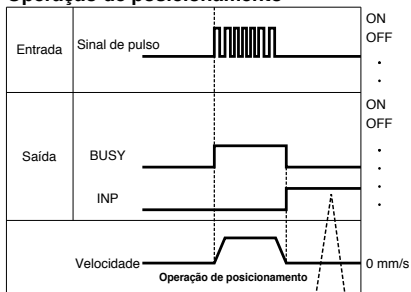 Operação de posicionamento
Entrada
Sinal de pulso
ON
OFF
Saída
BUSY
INP
ON
OFF
Velocidade
Operação de posicionamento
0 mm/s